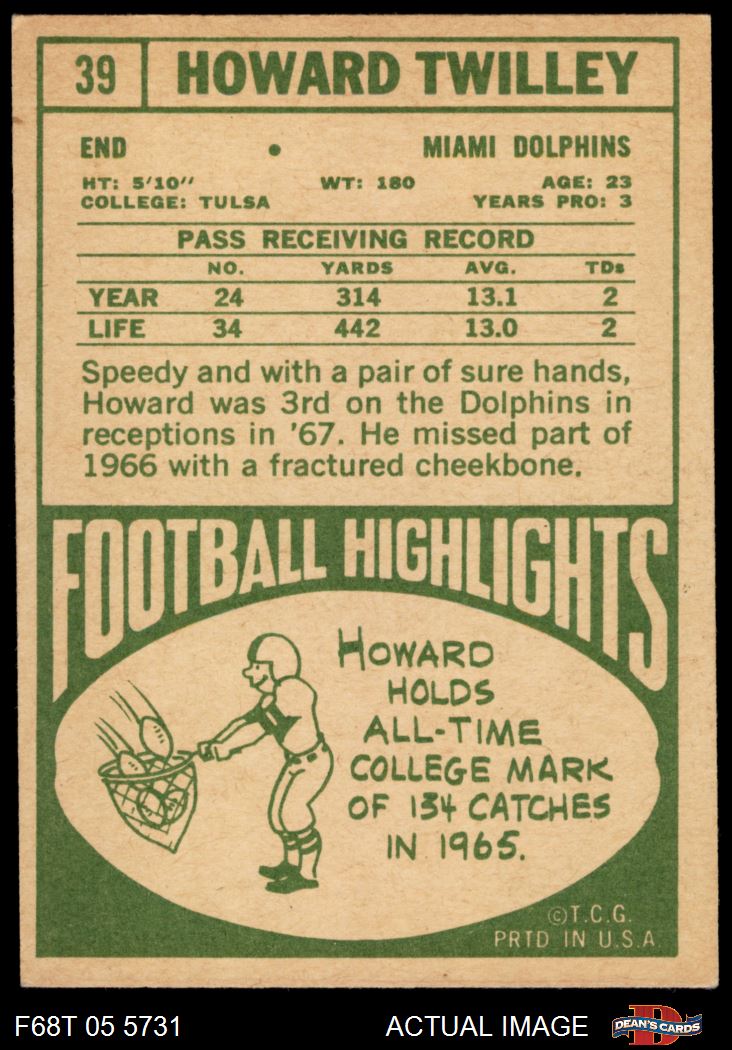 39 HOWARD TWILLEY
END • MIAMI DOLPHINS
HT: 5'10" WT: 180 AGE: 23
COLLEGE: TULSA YEARS PRO: 3
PASS RECEIVING RECORD
NO. YARDS AVG. TDs
YEAR 24 314 13.1 2
LIFE 34 442 13.0 2
Speedy and with a pair of sure hands,
Howard was 3rd on the Dolphins in
receptions in '67. He missed part of
1966 with a fractured cheekbone.
FOOTBALL HIGHLIGHTS
HOWARD
HOLDS
ALL-TIME
COLLEGE MARK
OF 134 CATCHES
IN 1965.
©T.C.G.
PRTD IN U.S.A.
F68T 05 5731 ACTUAL IMAGE D DEAN'S CARDS